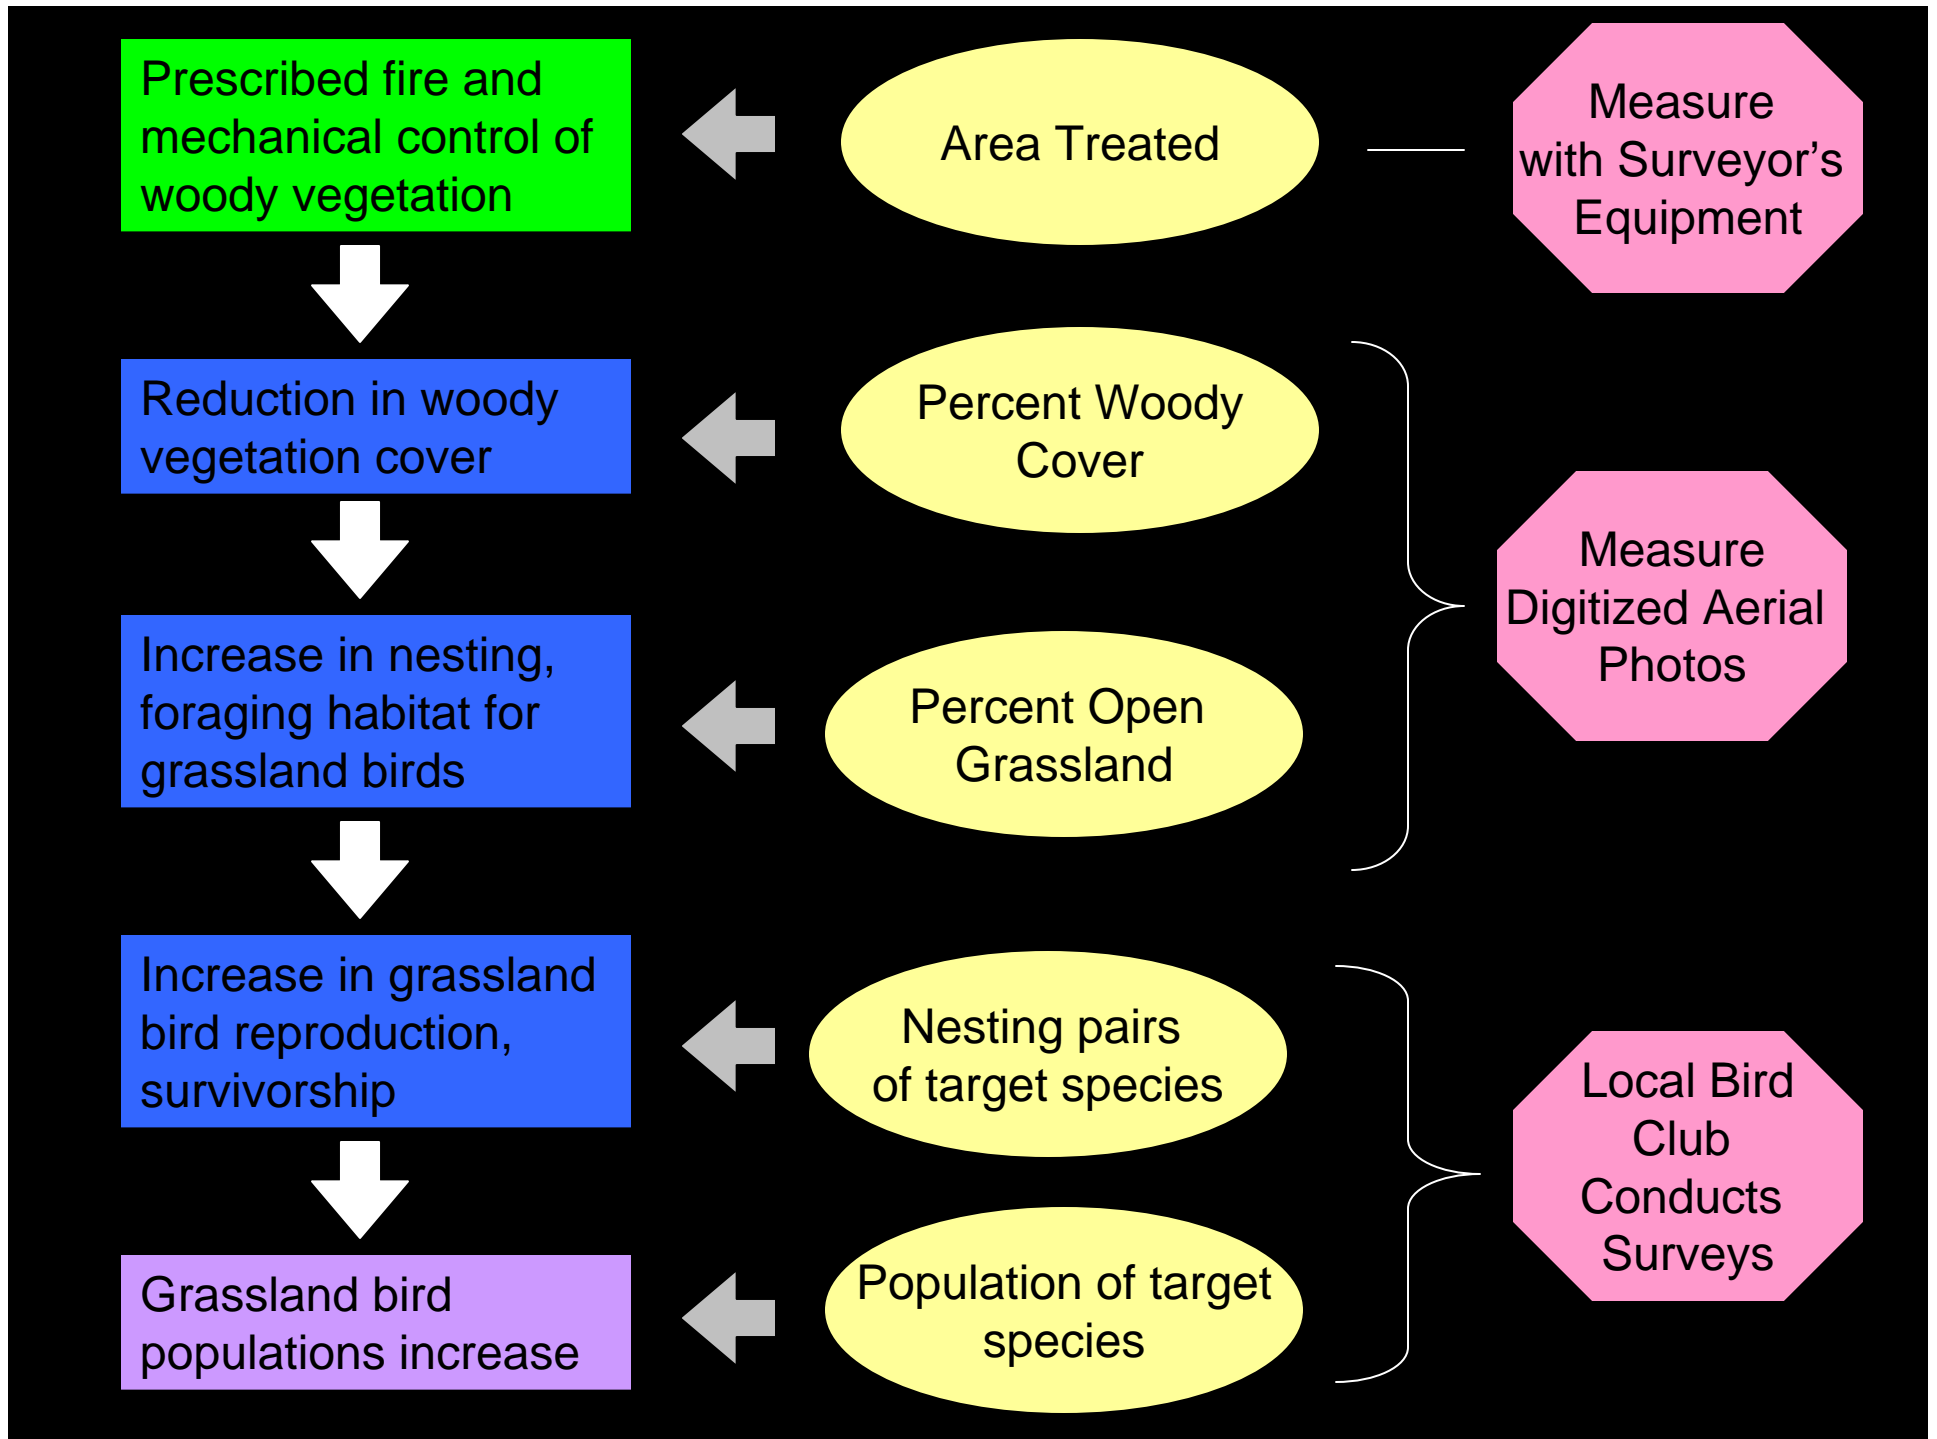 Prescribed fire and
mechanical control of
woody vegetation
Area Treated
Measure
with Surveyor’s
Equipment
Reduction in woody
vegetation cover
Percent Woody
Cover
Increase in nesting,
foraging habitat for
grassland birds
Percent Open
Grassland
Measure
Digitized Aerial
Photos
Increase in grassland
bird reproduction,
survivorship
Nesting pairs
of target species
Grassland bird
populations increase
Population of target
species
Local Bird
Club
Conducts
Surveys